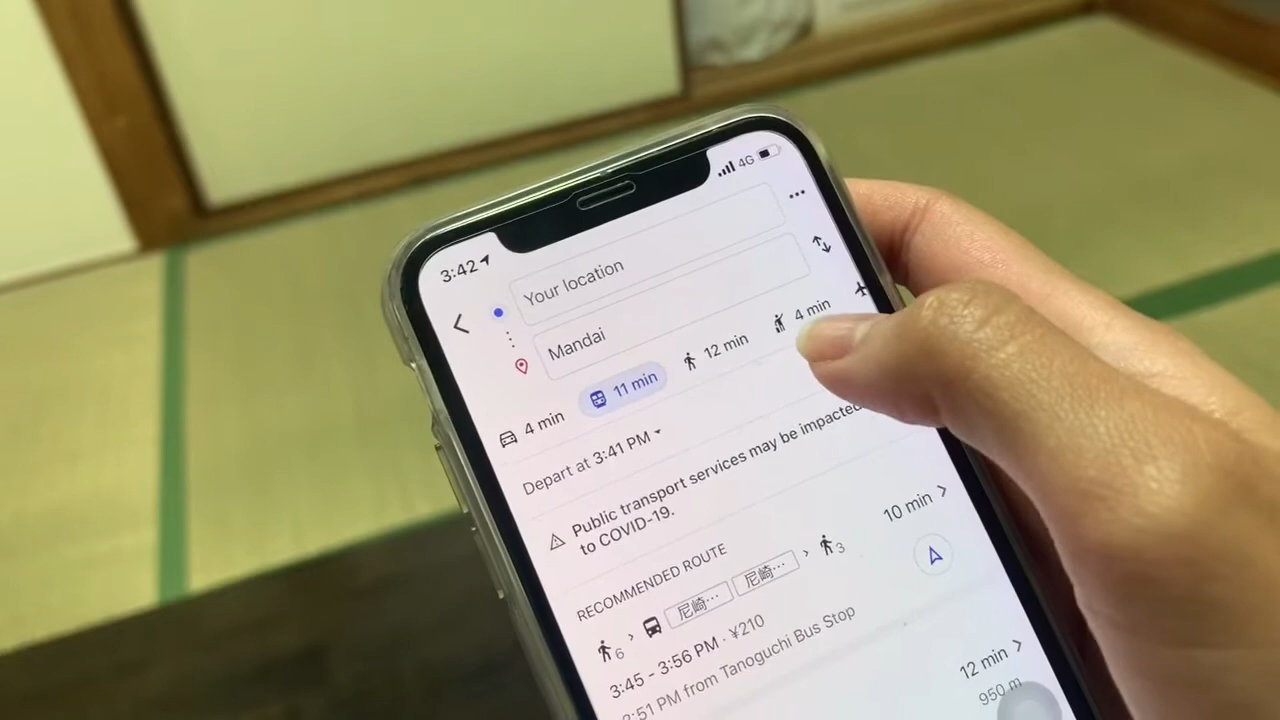 3:42
4G
Your location
Mandai
4 min
11 min
12 min
4 min
Depart at 3:41 PM
Public transport services may be impacted
to COVID-19.
RECOMMENDED ROUTE
10 min
6
尼崎…
尼崎…
3
3:45 - 3:56 PM · ¥210
3:51 PM from Tanoguchi Bus Stop
12 min
950 m